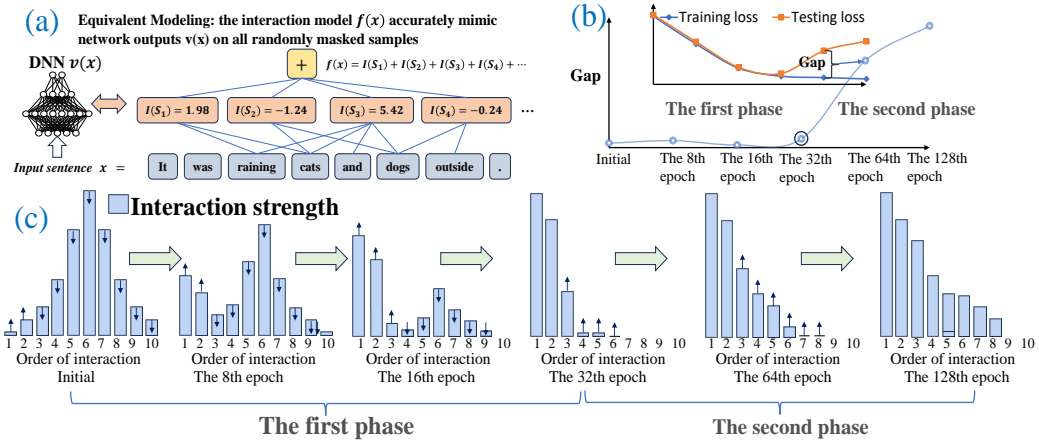 (a)
Equivalent Modeling: the interaction model f(x) accurately mimic
network outputs v(x) on all randomly masked samples
DNN v(x)
+
f(x) = I(S₁) + I(S₂) + I(S₃) + I(S₄) + ⋯
I(S₁) = 1.98
I(S₂) = −1.24
I(S₃) = 5.42
I(S₄) = −0.24
...
Input sentence x =
It
was
raining
cats
and
dogs
outside
.
(b)
Training loss
Testing loss
Gap
Gap
The first phase
The second phase
Initial
The 8th
epoch
The 16th
epoch
The 32th
epoch
The 64th
epoch
The 128th
epoch
(c)
Interaction strength
1 2 3 4 5 6 7 8 9 10
Order of interaction
Initial
1 2 3 4 5 6 7 8 9 10
Order of interaction
The 8th epoch
1 2 3 4 5 6 7 8 9 10
Order of interaction
The 16th epoch
1 2 3 4 5 6 7 8 9 10
Order of interaction
The 32th epoch
1 2 3 4 5 6 7 8 9 10
Order of interaction
The 64th epoch
1 2 3 4 5 6 7 8 9 10
Order of interaction
The 128th epoch
The first phase
The second phase